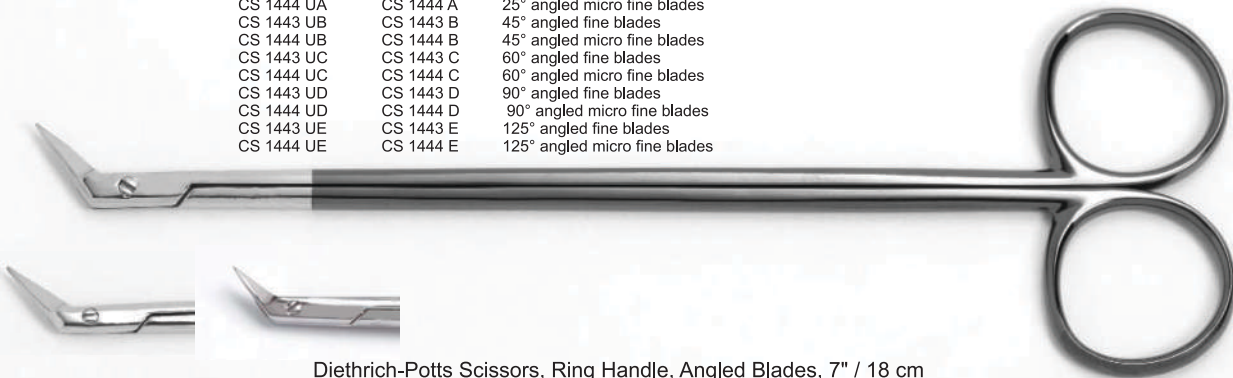 CS 1444 UA CS 1444 A 25° angled micro fine blades
CS 1443 UB CS 1443 B 45° angled fine blades
CS 1444 UB CS 1444 B 45° angled micro fine blades
CS 1443 UC CS 1443 C 60° angled fine blades
CS 1444 UC CS 1444 C 60° angled micro fine blades
CS 1443 UD CS 1443 D 90° angled fine blades
CS 1444 UD CS 1444 D 90° angled micro fine blades
CS 1443 UE CS 1443 E 125° angled fine blades
CS 1444 UE CS 1444 E 125° angled micro fine blades
Diethrich-Potts Scissors, Ring Handle, Angled Blades, 7" / 18 cm